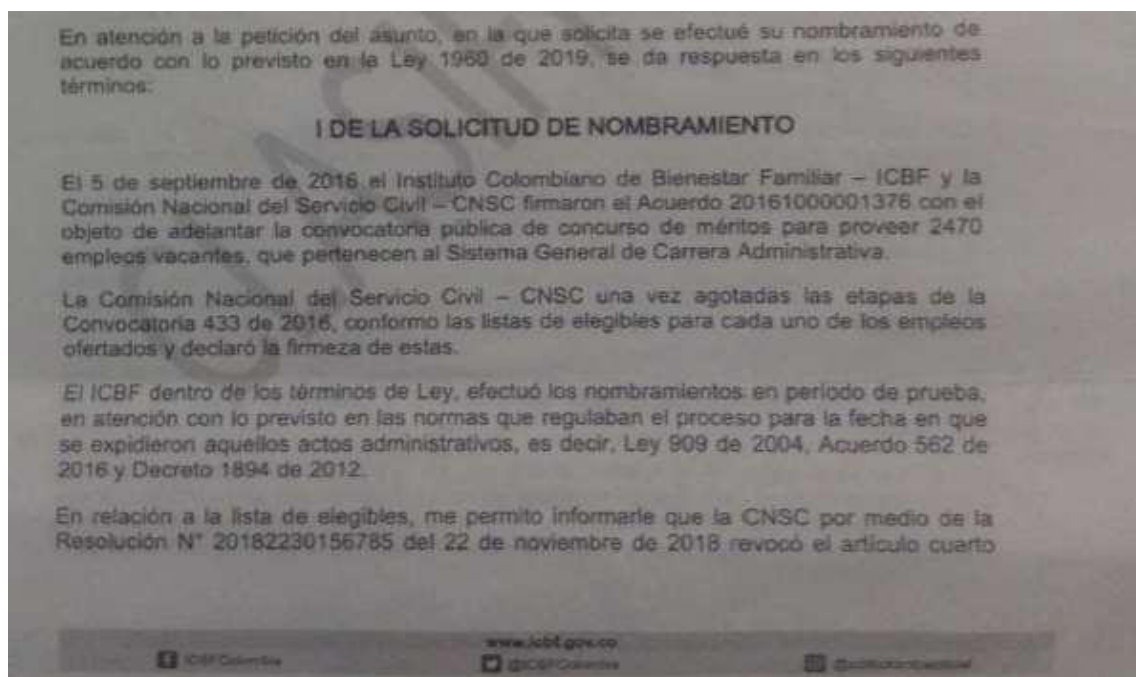 En atención a la petición del asunto, en la que solicita se efectué su nombramiento de
acuerdo con lo previsto en la Ley 1960 de 2019, se da respuesta en los siguientes
términos:
I DE LA SOLICITUD DE NOMBRAMIENTO
El 5 de septiembre de 2016 el Instituto Colombiano de Bienestar Familiar – ICBF y la
Comisión Nacional del Servicio Civil – CNSC firmaron el Acuerdo 20161000001376 con el
objeto de adelantar la convocatoria pública de concurso de méritos para proveer 2470
empleos vacantes, que pertenecen al Sistema General de Carrera Administrativa.
La Comisión Nacional del Servicio Civil – CNSC una vez agotadas las etapas de la
Convocatoria 433 de 2016, conformo las listas de elegibles para cada uno de los empleos
ofertados y declaró la firmeza de estas.
El ICBF dentro de los términos de Ley, efectuó los nombramientos en periodo de prueba,
en atención con lo previsto en las normas que regulaban el proceso para la fecha en que
se expidieron aquellos actos administrativos, es decir, Ley 909 de 2004, Acuerdo 562 de
2016 y Decreto 1894 de 2012.
En relación a la lista de elegibles, me permito informarle que la CNSC por medio de la
Resolución N° 20182230156785 del 22 de noviembre de 2018 revocó el artículo cuarto
www.icbf.gov.co
ICBFColombia @ICBFColombia